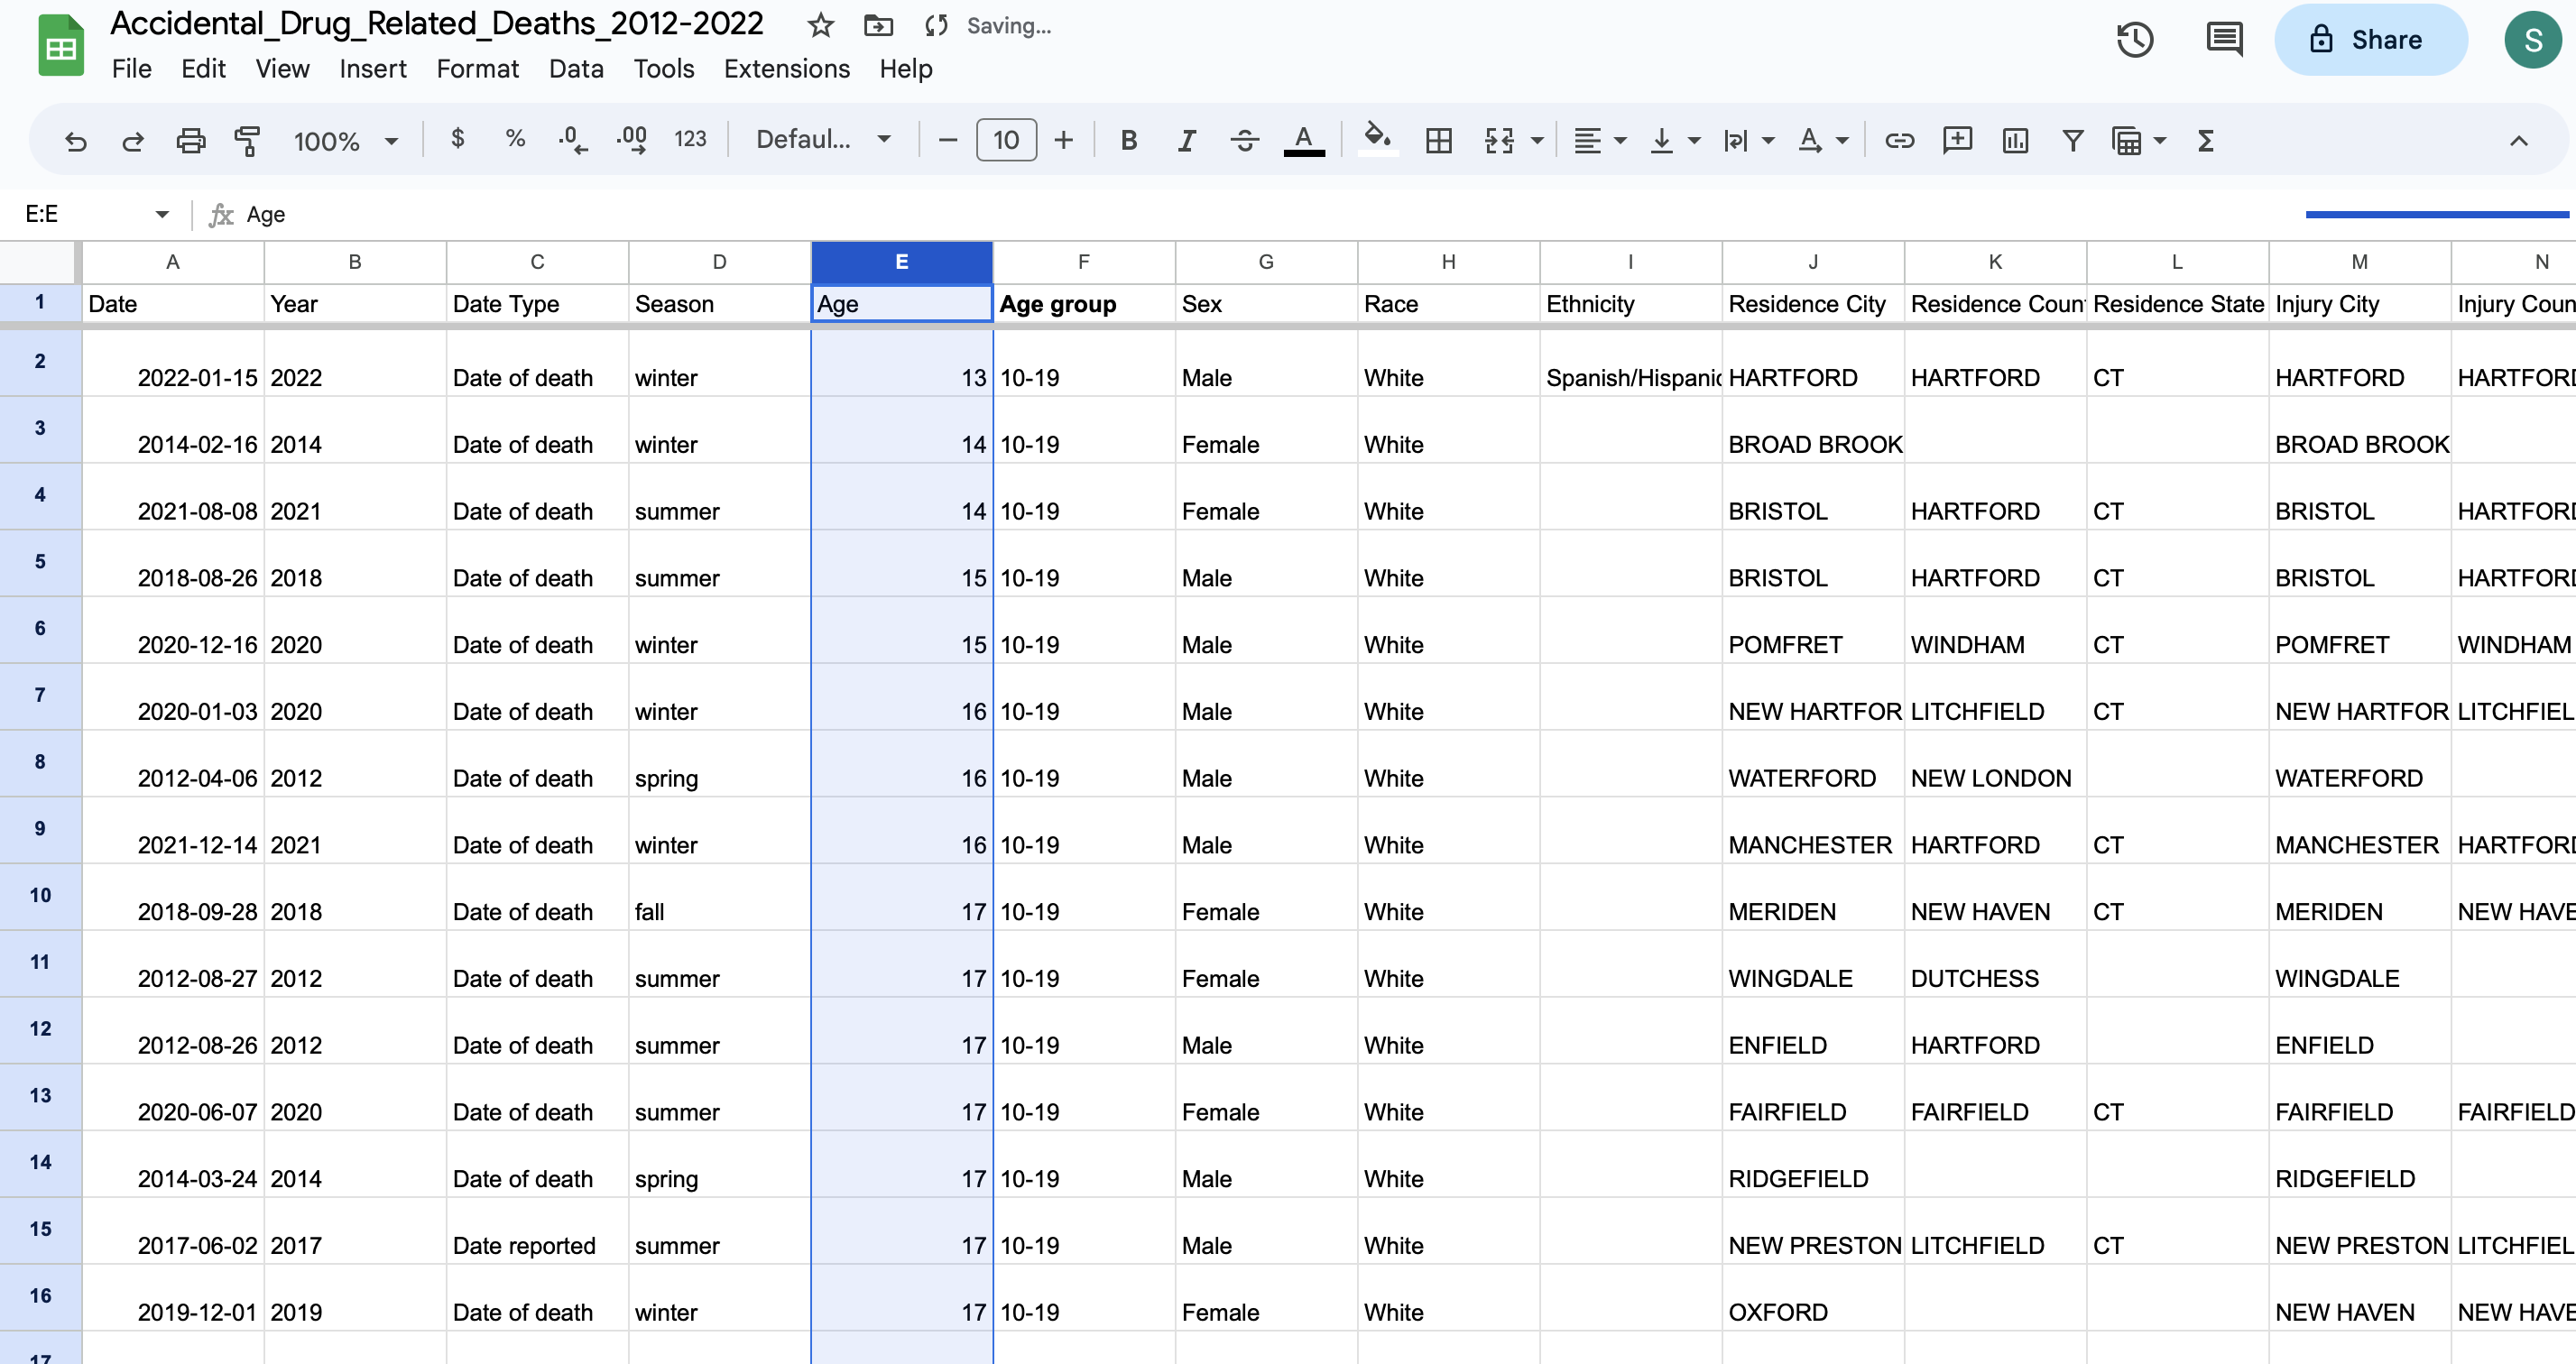 Accidental_Drug_Related_Deaths_2012-2022 Saving...
File Edit View Insert Format Data Tools Extensions Help
Share
S
100% $ % .0 .00 123 Defaul... 10 B I A A
E:E fx Age
A B C D E F G H I J K L M N
1 Date Year Date Type Season Age Age group Sex Race Ethnicity Residence City Residence Coun Residence State Injury City Injury Coun
2 2022-01-15 2022 Date of death winter 13 10-19 Male White Spanish/Hispanic HARTFORD HARTFORD CT HARTFORD HARTFORD
3 2014-02-16 2014 Date of death winter 14 10-19 Female White BROAD BROOK BROAD BROOK
4 2021-08-08 2021 Date of death summer 14 10-19 Female White BRISTOL HARTFORD CT BRISTOL HARTFORD
5 2018-08-26 2018 Date of death summer 15 10-19 Male White BRISTOL HARTFORD CT BRISTOL HARTFORD
6 2020-12-16 2020 Date of death winter 15 10-19 Male White POMFRET WINDHAM CT POMFRET WINDHAM
7 2020-01-03 2020 Date of death winter 16 10-19 Male White NEW HARTFOR LITCHFIELD CT NEW HARTFOR LITCHFIEL
8 2012-04-06 2012 Date of death spring 16 10-19 Male White WATERFORD NEW LONDON WATERFORD
9 2021-12-14 2021 Date of death winter 16 10-19 Male White MANCHESTER HARTFORD CT MANCHESTER HARTFORD
10 2018-09-28 2018 Date of death fall 17 10-19 Female White MERIDEN NEW HAVEN CT MERIDEN NEW HAVE
11 2012-08-27 2012 Date of death summer 17 10-19 Female White WINGDALE DUTCHESS WINGDALE
12 2012-08-26 2012 Date of death summer 17 10-19 Male White ENFIELD HARTFORD ENFIELD
13 2020-06-07 2020 Date of death summer 17 10-19 Female White FAIRFIELD FAIRFIELD CT FAIRFIELD FAIRFIELD
14 2014-03-24 2014 Date of death spring 17 10-19 Male White RIDGEFIELD RIDGEFIELD
15 2017-06-02 2017 Date reported summer 17 10-19 Male White NEW PRESTON LITCHFIELD CT NEW PRESTON LITCHFIEL
16 2019-12-01 2019 Date of death winter 17 10-19 Female White OXFORD NEW HAVEN NEW HAVE
17